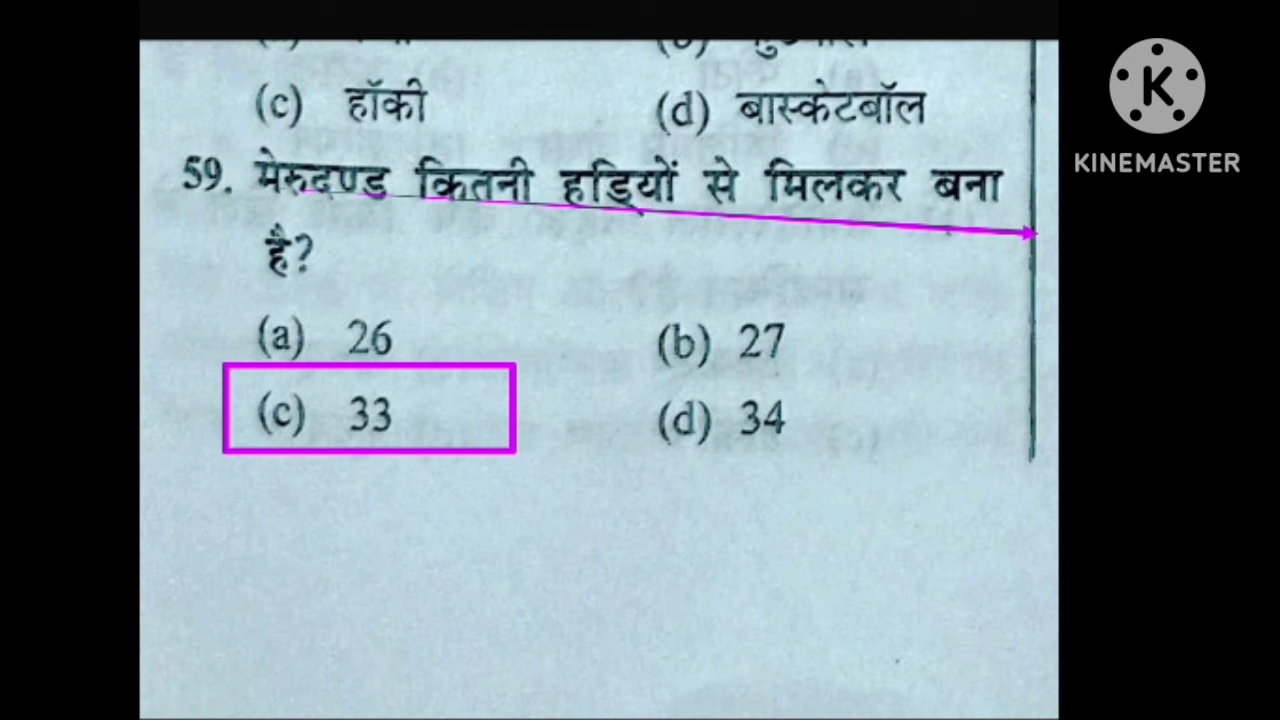 (c) हॉकी (d) बास्केटबॉल
59. मेरुदण्ड कितनी हड्डियों से मिलकर बना
है?
(a) 26 (b) 27
(c) 33 (d) 34
KINEMASTER